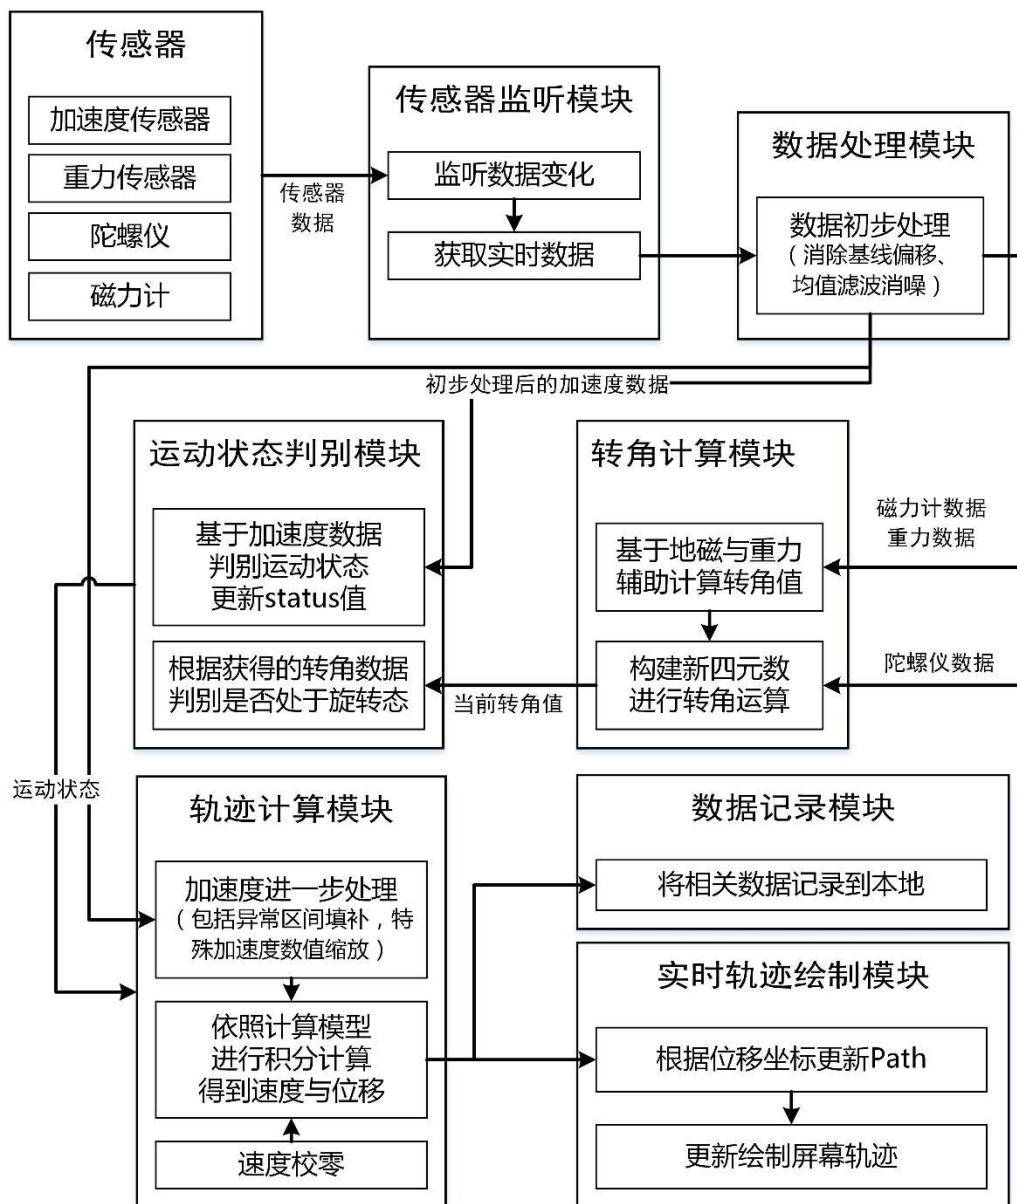 传感器
加速度传感器
重力传感器
陀螺仪
磁力计
传感器
数据
传感器监听模块
监听数据变化
获取实时数据
数据处理模块
数据初步处理
（消除基线偏移、
均值滤波消噪）
初步处理后的加速度数据
运动状态判别模块
基于加速度数据
判别运动状态
更新status值
根据获得的转角数据
判别是否处于旋转态
当前转角值
转角计算模块
基于地磁与重力
辅助计算转角值
构建新四元数
进行转角运算
磁力计数据
重力数据
陀螺仪数据
运动状态
轨迹计算模块
加速度进一步处理
（包括异常区间填补，特
殊加速度数值缩放）
依照计算模型
进行积分计算
得到速度与位移
速度校零
数据记录模块
将相关数据记录到本地
实时轨迹绘制模块
根据位移坐标更新Path
更新绘制屏幕轨迹